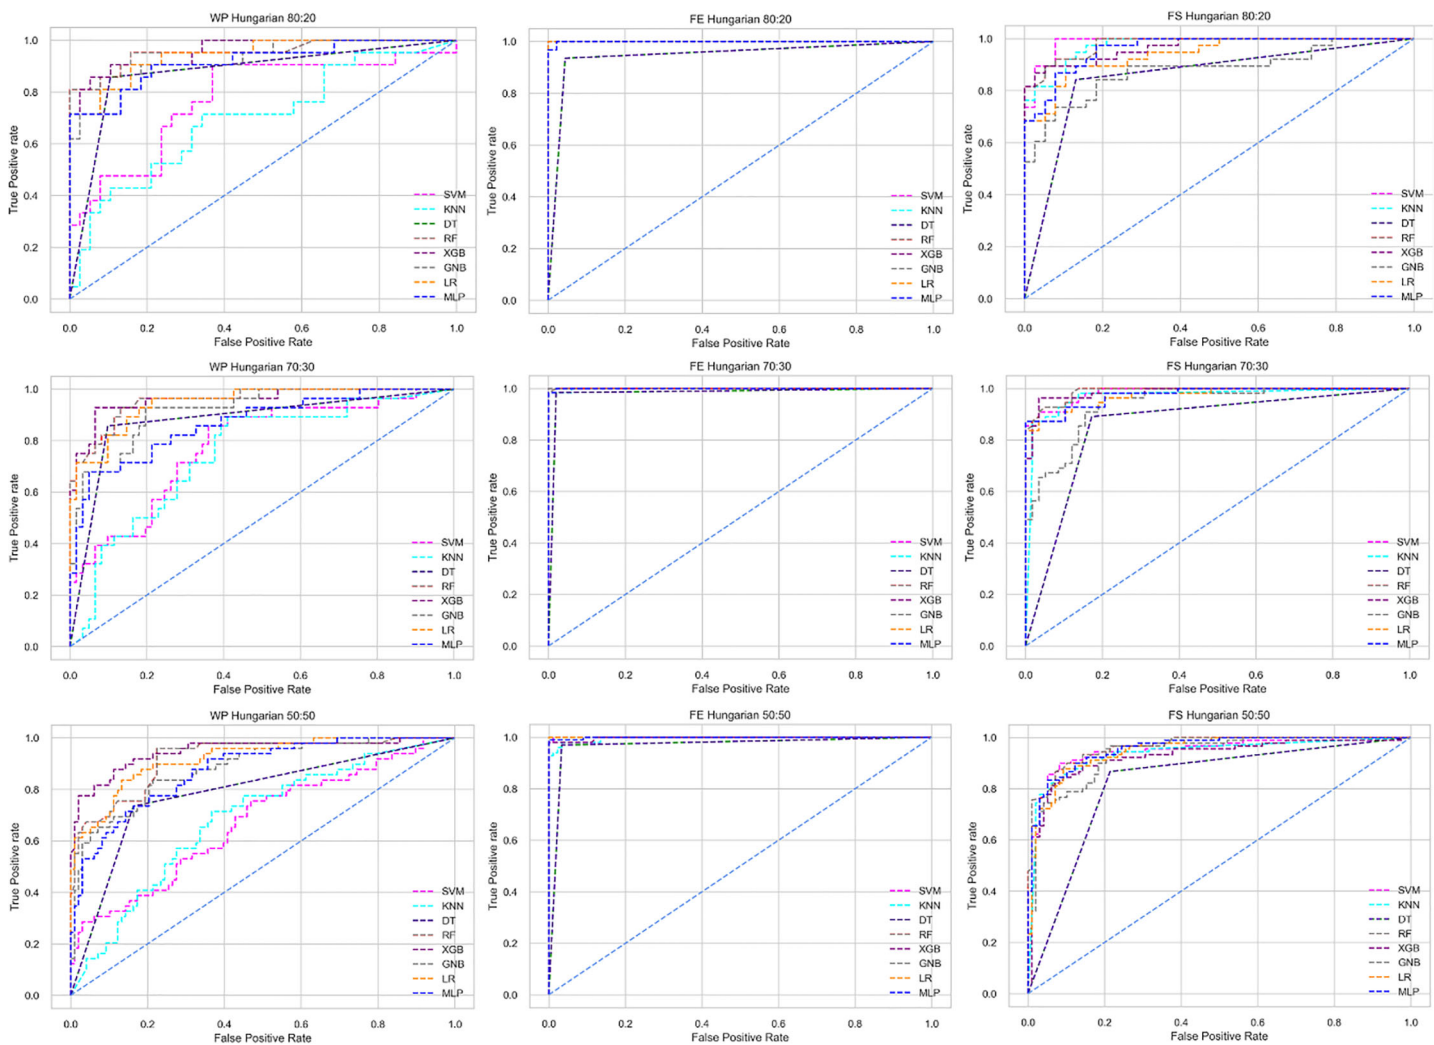 WP Hungarian 80:20
True Positive rate
1.0
0.8
0.6
0.4
0.2
0.0
SVM
KNN
DT
RF
XGB
GNB
LR
MLP
0.0 0.2 0.4 0.6 0.8 1.0
False Positive Rate
FE Hungarian 80:20
True Positive rate
1.0
0.8
0.6
0.4
0.2
0.0
SVM
KNN
DT
RF
XGB
GNB
LR
MLP
0.0 0.2 0.4 0.6 0.8 1.0
False Positive Rate
FS Hungarian 80:20
True Positive rate
1.0
0.8
0.6
0.4
0.2
0.0
SVM
KNN
DT
RF
XGB
GNB
LR
MLP
0.0 0.2 0.4 0.6 0.8 1.0
False Positive Rate
WP Hungarian 70:30
True Positive rate
1.0
0.8
0.6
0.4
0.2
0.0
SVM
KNN
DT
RF
XGB
GNB
LR
MLP
0.0 0.2 0.4 0.6 0.8 1.0
False Positive Rate
FE Hungarian 70:30
True Positive rate
1.0
0.8
0.6
0.4
0.2
0.0
SVM
KNN
DT
RF
XGB
GNB
LR
MLP
0.0 0.2 0.4 0.6 0.8 1.0
False Positive Rate
FS Hungarian 70:30
True Positive rate
1.0
0.8
0.6
0.4
0.2
0.0
SVM
KNN
DT
RF
XGB
GNB
LR
MLP
0.0 0.2 0.4 0.6 0.8 1.0
False Positive Rate
WP Hungarian 50:50
True Positive rate
1.0
0.8
0.6
0.4
0.2
0.0
SVM
KNN
DT
RF
XGB
GNB
LR
MLP
0.0 0.2 0.4 0.6 0.8 1.0
False Positive Rate
FE Hungarian 50:50
True Positive rate
1.0
0.8
0.6
0.4
0.2
0.0
SVM
KNN
DT
RF
XGB
GNB
LR
MLP
0.0 0.2 0.4 0.6 0.8 1.0
False Positive Rate
FS Hungarian 50:50
True Positive rate
1.0
0.8
0.6
0.4
0.2
0.0
SVM
KNN
DT
RF
XGB
GNB
LR
MLP
0.0 0.2 0.4 0.6 0.8 1.0
False Positive Rate